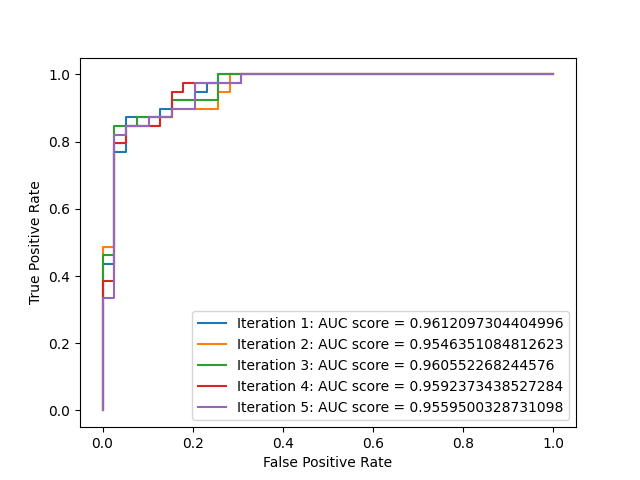 1.0
0.8
0.6
0.4
0.2
0.0
True Positive Rate
Iteration 1: AUC score = 0.9612097304404996
Iteration 2: AUC score = 0.9546351084812623
Iteration 3: AUC score = 0.960552268244576
Iteration 4: AUC score = 0.9592373438527284
Iteration 5: AUC score = 0.9559500328731098
0.0 0.2 0.4 0.6 0.8 1.0
False Positive Rate